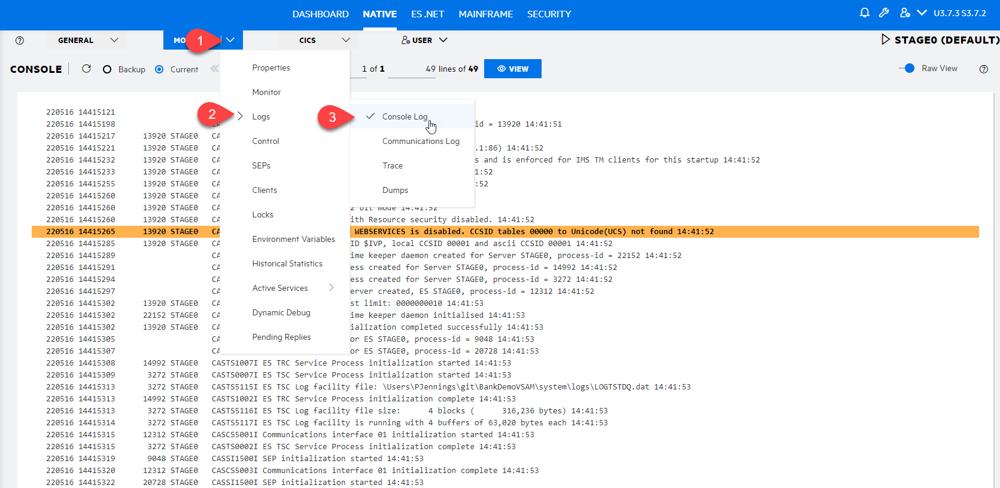 DASHBOARD NATIVE ES .NET MAINFRAME SECURITY U3.7.3 S3.7.2
GENERAL MO 1 CICS USER STAGE0 (DEFAULT)
CONSOLE Backup Current 1 of 1 49 lines of 49 VIEW Raw View
Properties
Monitor
2 Logs
Control
SEPs
Clients
Locks
Environment Variables
Historical Statistics
Active Services
Dynamic Debug
Pending Replies
3 Console Log
Communications Log
Trace
Dumps
220516 14415121
220516 14415198 CA id = 13920 14:41:51
220516 14415217 13920 STAGE0 CA
220516 14415221 13920 STAGE0 CA .1:86) 14:41:52
220516 14415232 13920 STAGE0 CA s and is enforced for IMS TM clients for this startup 14:41:52
220516 14415233 13920 STAGE0 CA 1:52
220516 14415255 13920 STAGE0 CA :52
220516 14415260 13920 STAGE0 CA
220516 14415260 13920 STAGE0 CA 2 bit mode 14:41:52
220516 14415260 13920 STAGE0 CA ith Resource security disabled. 14:41:52
220516 14415265 13920 STAGE0 CA WEBSERVICES is disabled. CCSID tables 00000 to Unicode(UCS) not found 14:41:52
220516 14415285 13920 STAGE0 CA ID $IVP, local CCSID 00001 and ascii CCSID 00001 14:41:52
220516 14415289 CA ime keeper daemon created for Server STAGE0, process-id = 22152 14:41:52
220516 14415291 CA ess created for Server STAGE0, process-id = 14992 14:41:52
220516 14415294 CA ess created for Server STAGE0, process-id = 3272 14:41:52
220516 14415297 CA erver created, ES STAGE0, process-id = 12312 14:41:52
220516 14415302 13920 STAGE0 CA st limit: 0000000010 14:41:53
220516 14415302 22152 STAGE0 CA ime keeper daemon initialised 14:41:53
220516 14415302 13920 STAGE0 CA ialization completed successfully 14:41:53
220516 14415305 CA or ES STAGE0, process-id = 9048 14:41:53
220516 14415307 CA or ES STAGE0, process-id = 20728 14:41:53
220516 14415308 14992 STAGE0 CASTS1007I ES TRC Service Process initialization started 14:41:53
220516 14415309 3272 STAGE0 CASTS0007I ES TSC Service Process initialization started 14:41:53
220516 14415313 3272 STAGE0 CASTS5115I ES TSC Log facility file: \Users\PJennings\git\BankDemoVSAM\system\logs\LOGTSTDQ.dat 14:41:53
220516 14415313 14992 STAGE0 CASTS1002I ES TRC Service Process initialization complete 14:41:53
220516 14415313 3272 STAGE0 CASTS5116I ES TSC Log facility file size: 4 blocks ( 316,236 bytes) 14:41:53
220516 14415314 3272 STAGE0 CASTS5117I ES TSC Log facility is running with 4 buffers of 63,020 bytes each 14:41:53
220516 14415315 12312 STAGE0 CASCS5001I Communications interface 01 initialization started 14:41:53
220516 14415315 3272 STAGE0 CASTS0002I ES TSC Service Process initialization complete 14:41:53
220516 14415319 9048 STAGE0 CASSI1500I SEP initialization started 14:41:53
220516 14415320 12312 STAGE0 CASCS5003I Communications interface 01 initialization complete 14:41:53
220516 14415322 20728 STAGE0 CASSI1500I SEP initialization started 14:41:53